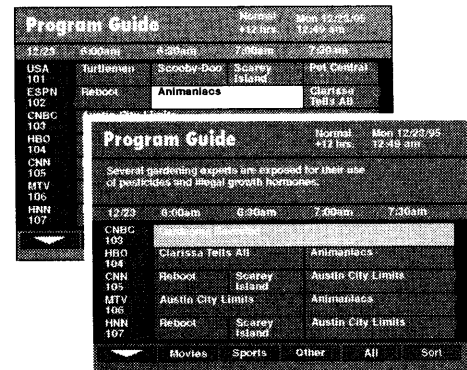 Program Guide
Normal Mon 12/23/95
+12 hrs. 12:49 am
12/23 6:00am 6:30am 7:00am 7:30am
USA 101 Turtleman Scooby-Doo Scarey Island Pet Central
ESPN 102 Reboot Animaniacs Clarissa Tells All
CNBC 103 Austin City Limits
HBO 104
CNN 105
MTV 106
HNN 107
Program Guide
Normal Mon 12/23/95
+12 hrs. 12:49 am
Several gardening experts are exposed for their use
of pesticides and illegal growth hormones.
12/23 6:00am 6:30am 7:00am 7:30am
CNBC 103
HBO 104 Clarissa Tells All Animaniacs
CNN 105 Reboot Scarey Island Austin City Limits
MTV 106 Austin City Limits Animaniacs
HNN 107 Reboot Scarey Island Austin City Limits
Movies Sports Other All Sort